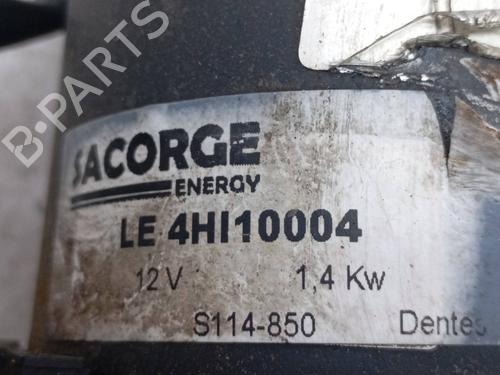 B-PARTS
SACORGE
ENERGY
LE 4HI10004
12 V 1,4 Kw
S114-850 Dentes